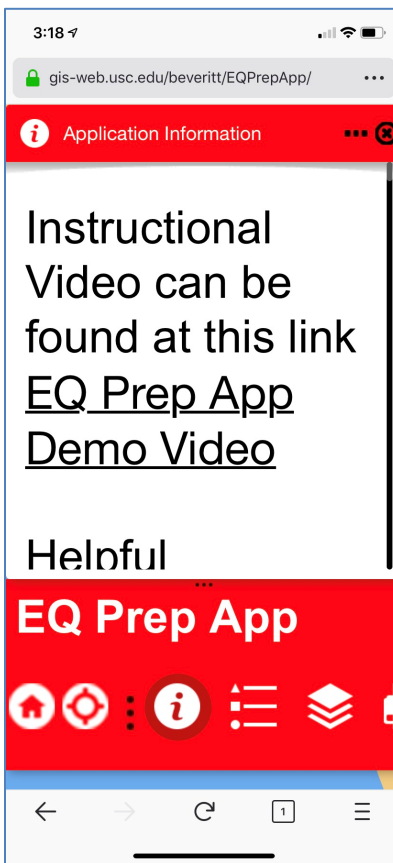 3:18
gis-web.usc.edu/beveritt/EQPrepApp/
Application Information
Instructional
Video can be
found at this link
EQ Prep App
Demo Video
Helpful
EQ Prep App
1